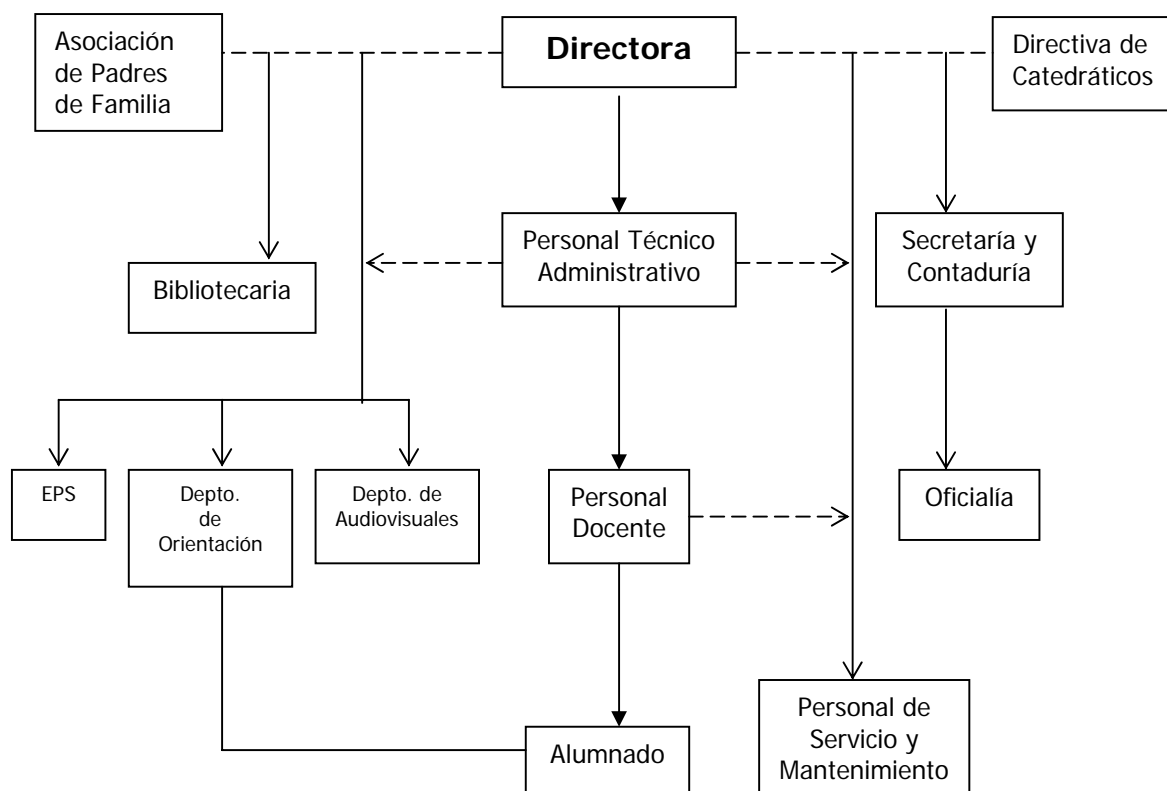 Asociación
de Padres
de Familia
Directora
Directiva de
Catedráticos
Personal Técnico
Administrativo
Secretaría y
Contaduría
Bibliotecaria
EPS
Depto.
de
Orientación
Depto. de
Audiovisuales
Personal
Docente
Oficialía
Alumnado
Personal de
Servicio y
Mantenimiento